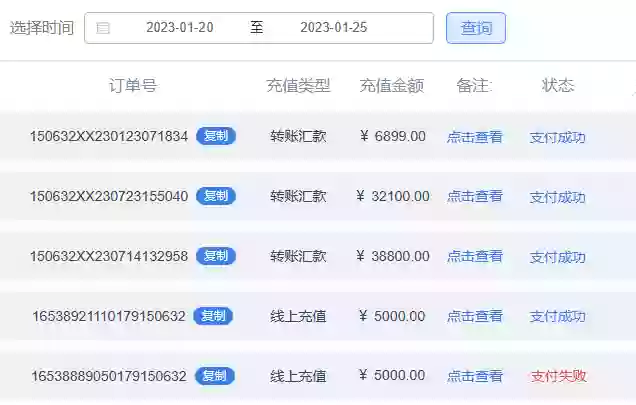 选择时间 2023-01-20 至 2023-01-25 查询
订单号 充值类型 充值金额 备注: 状态
150632XX230123071834 复制 转账汇款 ¥ 6899.00 点击查看 支付成功
150632XX230723155040 复制 转账汇款 ¥ 32100.00 点击查看 支付成功
150632XX230714132958 复制 转账汇款 ¥ 38800.00 点击查看 支付成功
16538921110179150632 复制 线上充值 ¥ 5000.00 点击查看 支付成功
16538889050179150632 复制 线上充值 ¥ 5000.00 点击查看 支付失败